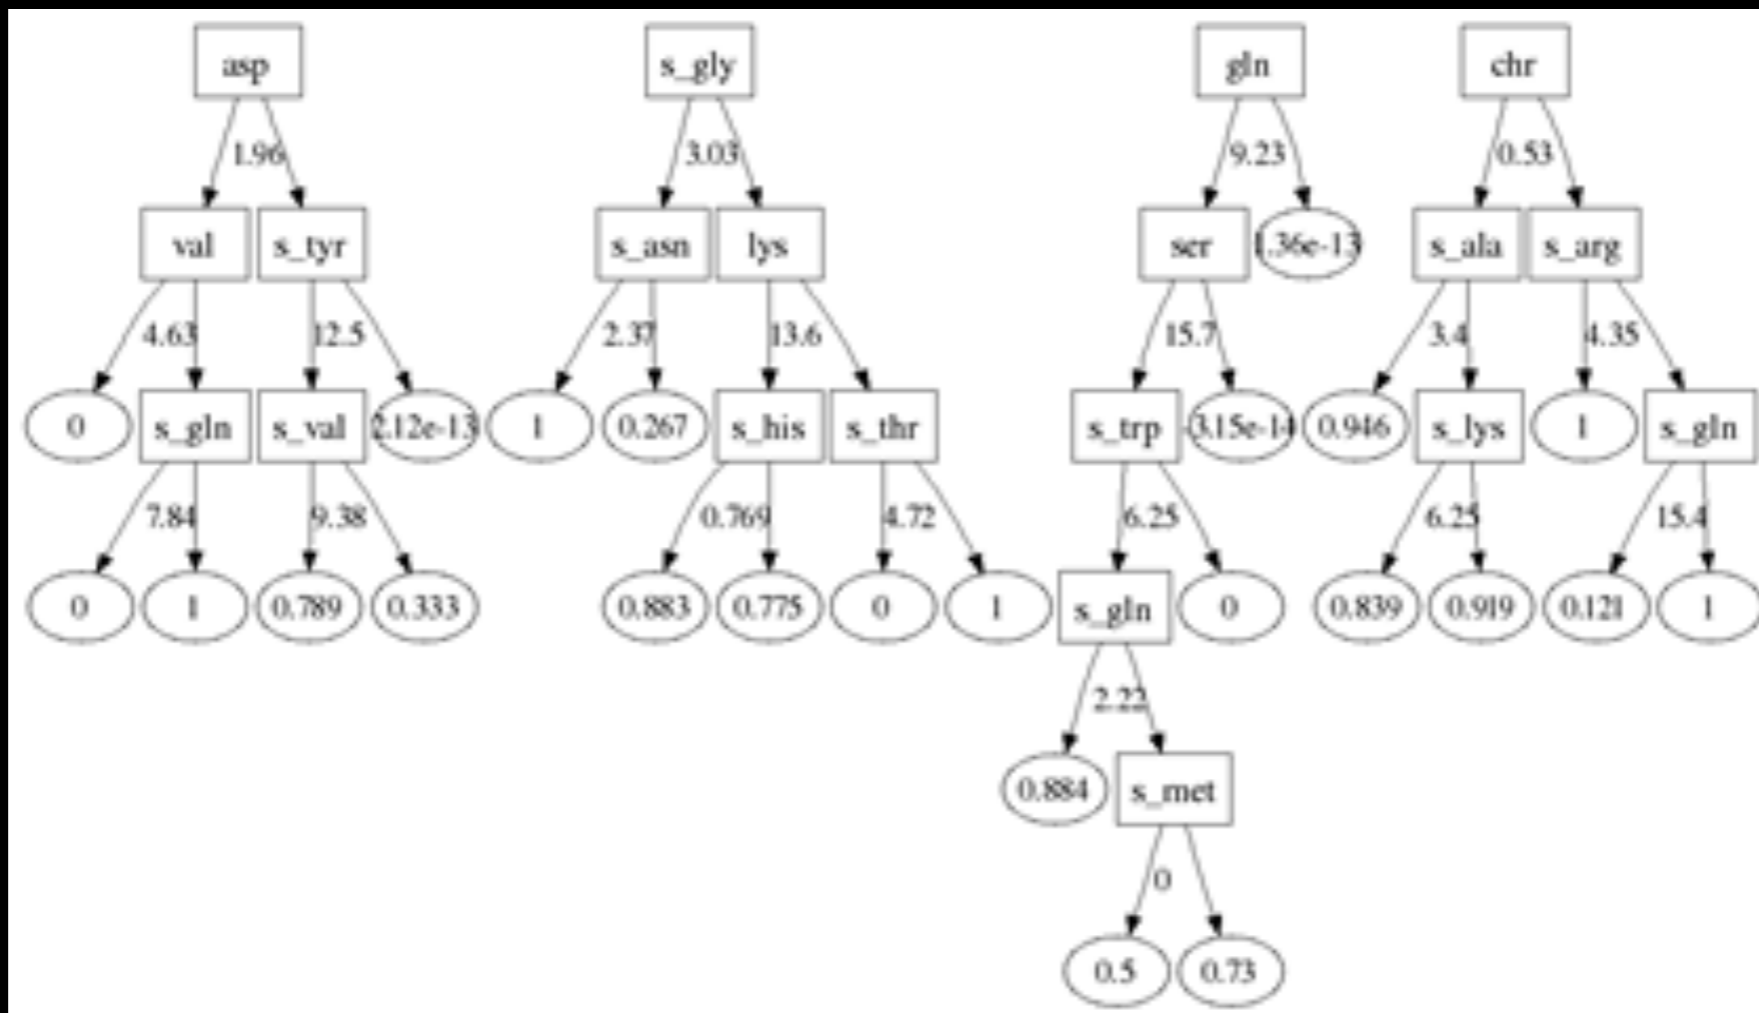 asp s_gly gln chr
1.96 3.03 9.23 0.53
val s_tyr s_asn lys ser 1.36e-13 s_ala s_arg
4.63 12.5 2.37 13.6 15.7 3.4 4.35
0 s_gln s_val 2.12e-13 1 0.267 s_his s_thr s_trp -3.15e-14 0.946 s_lys 1 s_gln
7.84 9.38 0.769 4.72 6.25 6.25 15.4
0 1 0.789 0.333 0.883 0.775 0 1 s_gln 0 0.839 0.919 0.121 1
2.22
0.884 s_met
0
0.5 0.73